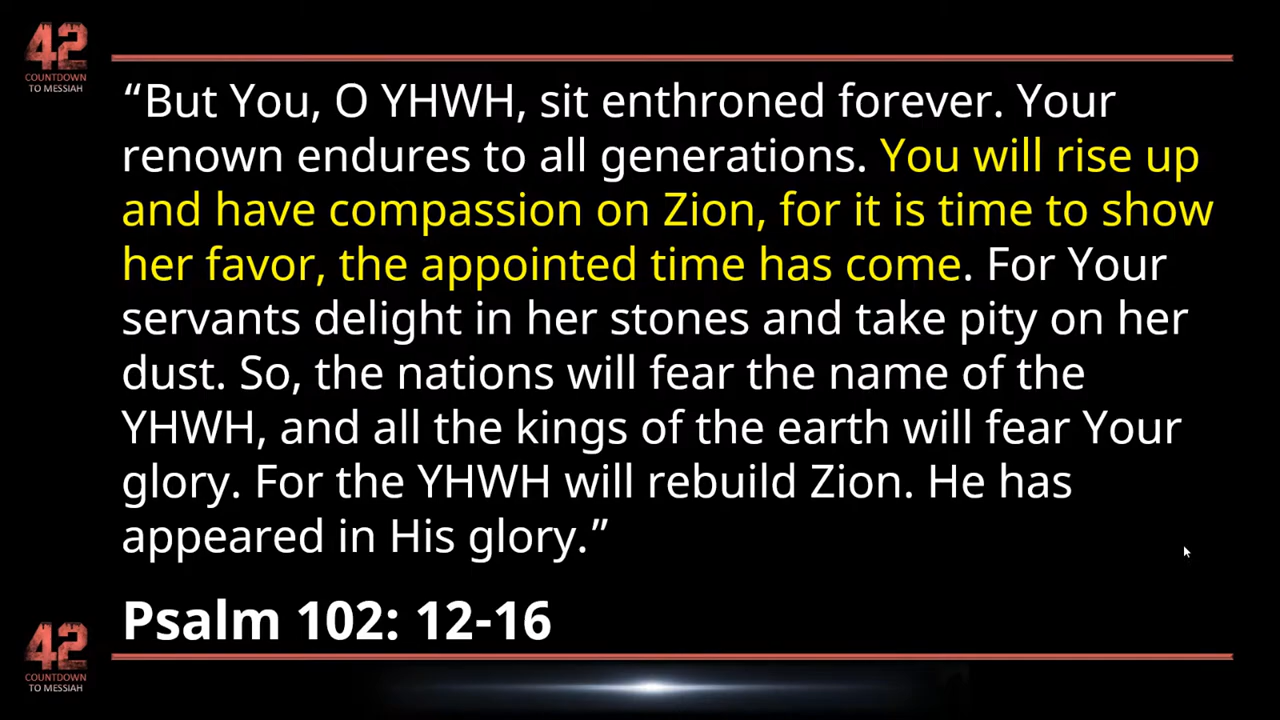 42
COUNTDOWN
TO MESSIAH
“But You, O YHWH, sit enthroned forever. Your
renown endures to all generations. You will rise up
and have compassion on Zion, for it is time to show
her favor, the appointed time has come. For Your
servants delight in her stones and take pity on her
dust. So, the nations will fear the name of the
YHWH, and all the kings of the earth will fear Your
glory. For the YHWH will rebuild Zion. He has
appeared in His glory.”
Psalm 102: 12-16
42
COUNTDOWN
TO MESSIAH